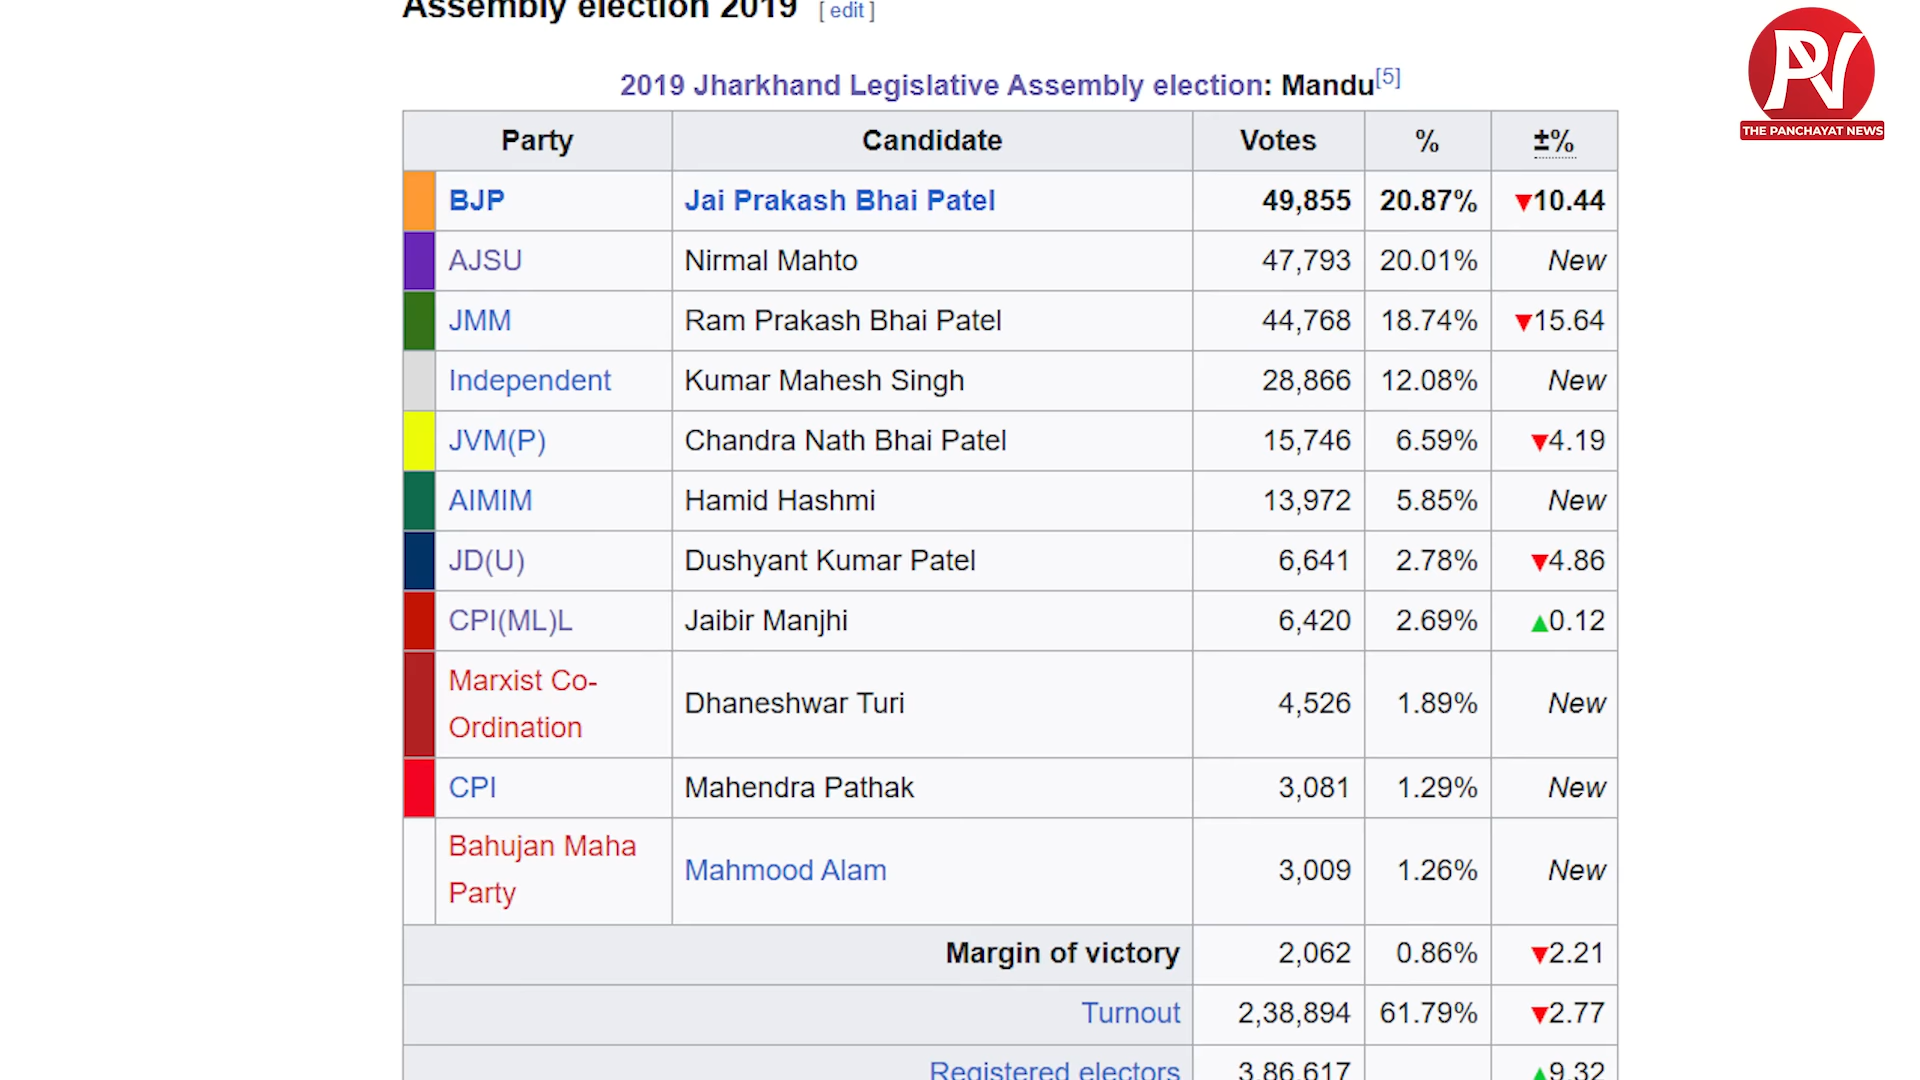 Assembly election 2019 [ edit ]
2019 Jharkhand Legislative Assembly election: Mandu[5]
Party Candidate Votes % ±%
BJP Jai Prakash Bhai Patel 49,855 20.87% ▼10.44
AJSU Nirmal Mahto 47,793 20.01% New
JMM Ram Prakash Bhai Patel 44,768 18.74% ▼15.64
Independent Kumar Mahesh Singh 28,866 12.08% New
JVM(P) Chandra Nath Bhai Patel 15,746 6.59% ▼4.19
AIMIM Hamid Hashmi 13,972 5.85% New
JD(U) Dushyant Kumar Patel 6,641 2.78% ▼4.86
CPI(ML)L Jaibir Manjhi 6,420 2.69% ▲0.12
Marxist Co-
Ordination Dhaneshwar Turi 4,526 1.89% New
CPI Mahendra Pathak 3,081 1.29% New
Bahujan Maha
Party Mahmood Alam 3,009 1.26% New
Margin of victory 2,062 0.86% ▼2.21
Turnout 2,38,894 61.79% ▼2.77
Registered electors 3,86,617 ▲9.32
PN
THE PANCHAYAT NEWS